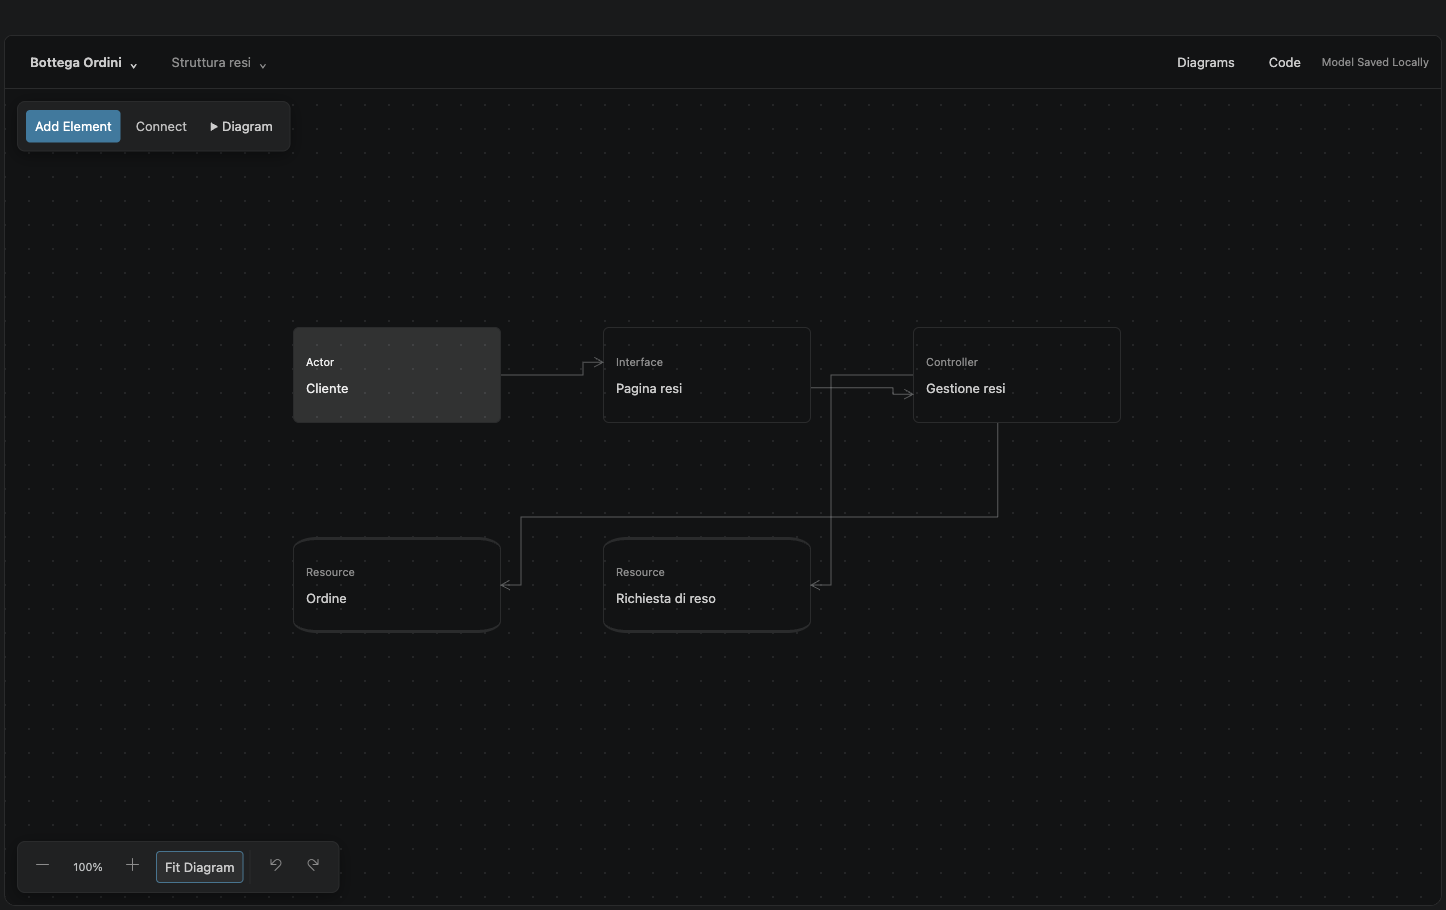 Bottega Ordini
Struttura resi
Diagrams
Code
Model Saved Locally
Add Element
Connect
Diagram
Actor
Cliente
Interface
Pagina resi
Controller
Gestione resi
Resource
Ordine
Resource
Richiesta di reso
100%
Fit Diagram